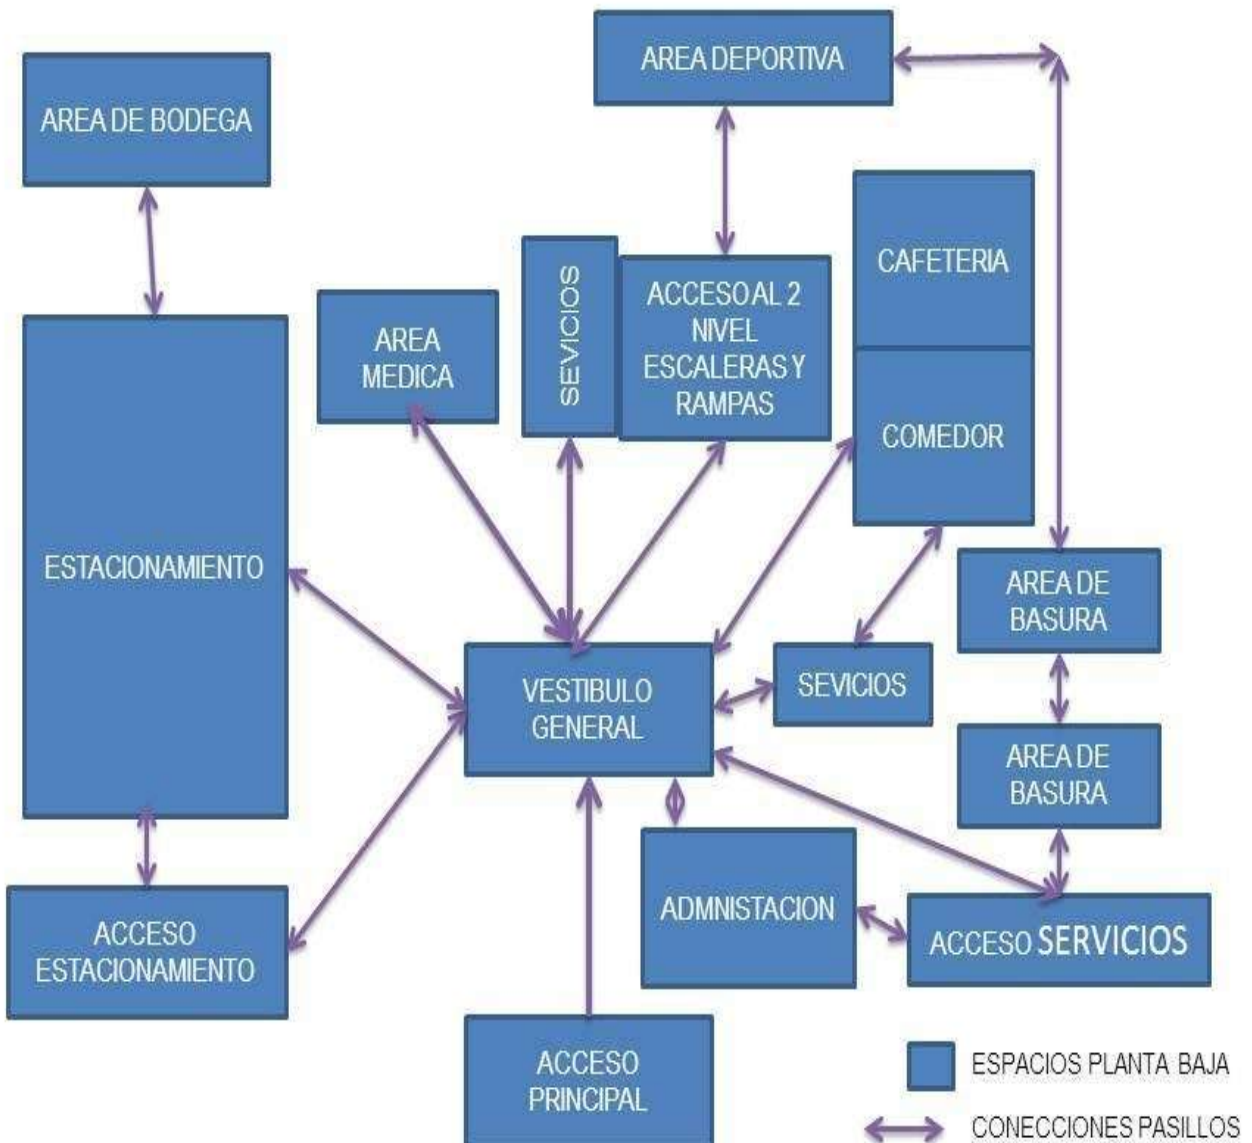 AREA DEPORTIVA
AREA DE BODEGA
CAFETERIA
SEVICIOS
ACCESO AL 2
NIVEL
ESCALERAS Y
RAMPAS
AREA
MEDICA
COMEDOR
ESTACIONAMIENTO
AREA DE
BASURA
VESTIBULO
GENERAL
SEVICIOS
AREA DE
BASURA
ADMNISTACION
ACCESO
ESTACIONAMIENTO
ACCESO SERVICIOS
ACCESO
PRINCIPAL
ESPACIOS PLANTA BAJA
CONECCIONES PASILLOS